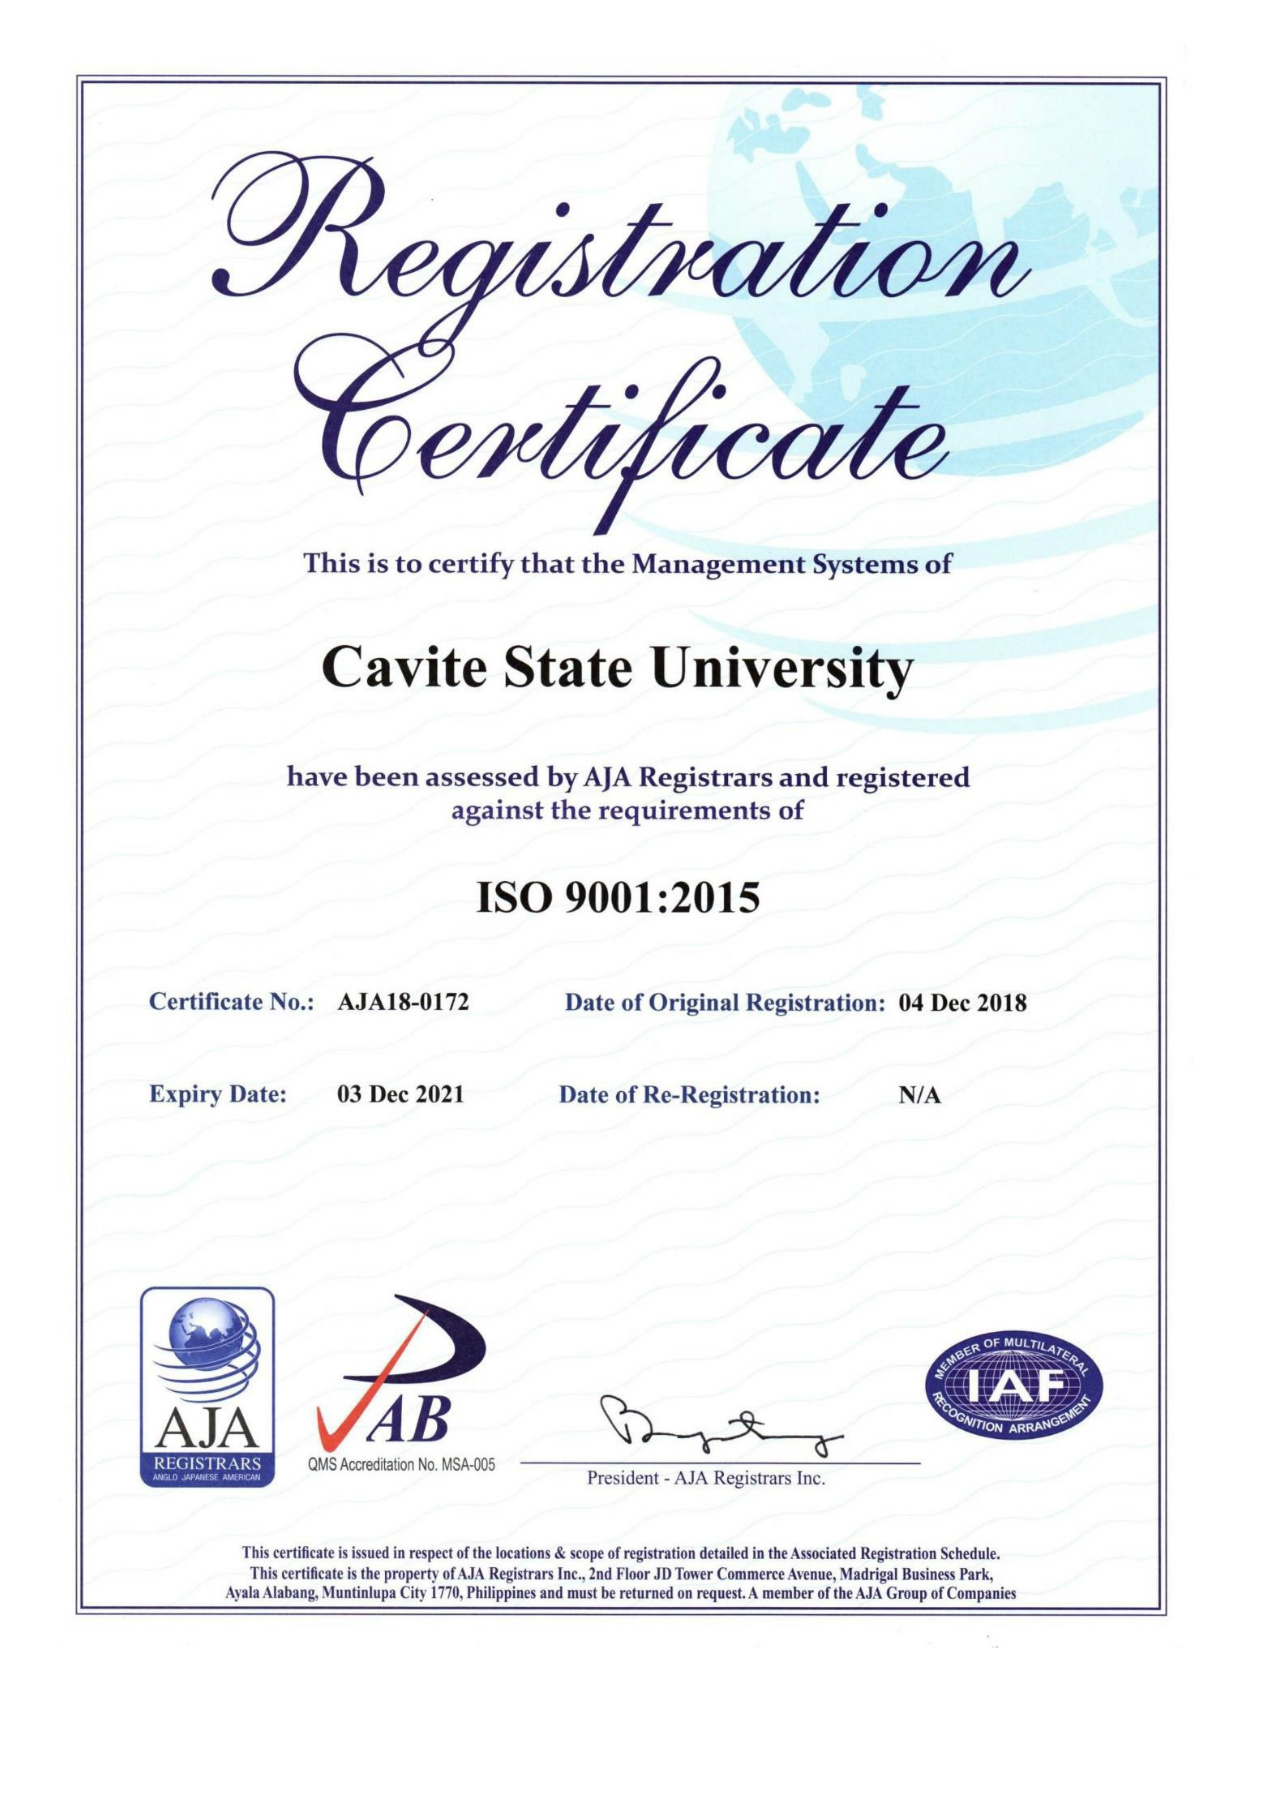 Registration
Certificate
This is to certify that the Management Systems of
Cavite State University
have been assessed by AJA Registrars and registered
against the requirements of
ISO 9001:2015
Certificate No.: AJA18-0172 Date of Original Registration: 04 Dec 2018
Expiry Date: 03 Dec 2021 Date of Re-Registration: N/A
AJA
REGISTRARS
ANGLO JAPANESE AMERICAN
PAB
QMS Accreditation No. MSA-005
President - AJA Registrars Inc.
MEMBER OF MULTILATERAL
IAF
RECOGNITION ARRANGEMENT
This certificate is issued in respect of the locations & scope of registration detailed in the Associated Registration Schedule.
This certificate is the property of AJA Registrars Inc., 2nd Floor JD Tower Commerce Avenue, Madrigal Business Park,
Ayala Alabang, Muntinlupa City 1770, Philippines and must be returned on request. A member of the AJA Group of Companies